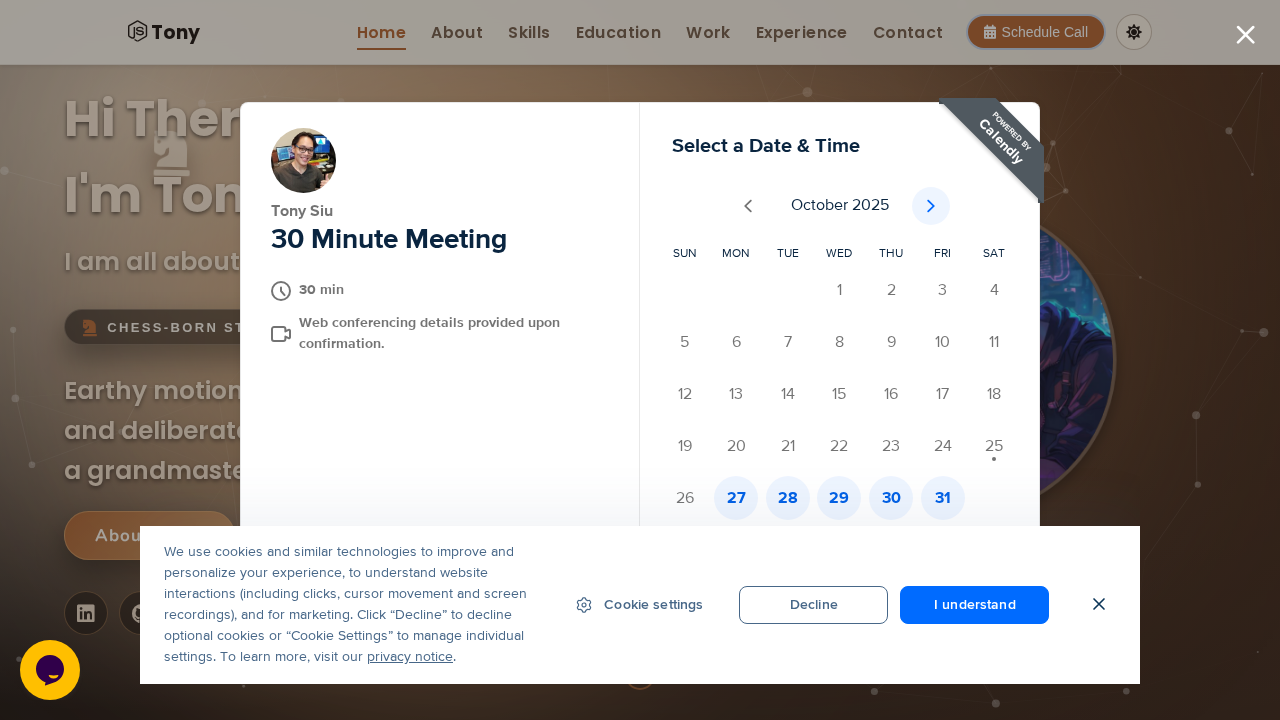 Tony
Home About Skills Education Work Experience Contact Schedule Call
Hi Ther
I'm Ton
I am all about
CHESS-BORN ST
Earthy motion
and deliberate
a grandmaste
Abou
Tony Siu
30 Minute Meeting
30 min
Web conferencing details provided upon
confirmation.
Select a Date & Time
POWERED BY
Calendly
October 2025
SUN MON TUE WED THU FRI SAT
1 2 3 4
5 6 7 8 9 10 11
12 13 14 15 16 17 18
19 20 21 22 23 24 25
26 27 28 29 30 31
We use cookies and similar technologies to improve and
personalize your experience, to understand website
interactions (including clicks, cursor movement and screen
recordings), and for marketing. Click “Decline” to decline
optional cookies or “Cookie Settings” to manage individual
settings. To learn more, visit our privacy notice.
Cookie settings
Decline
I understand